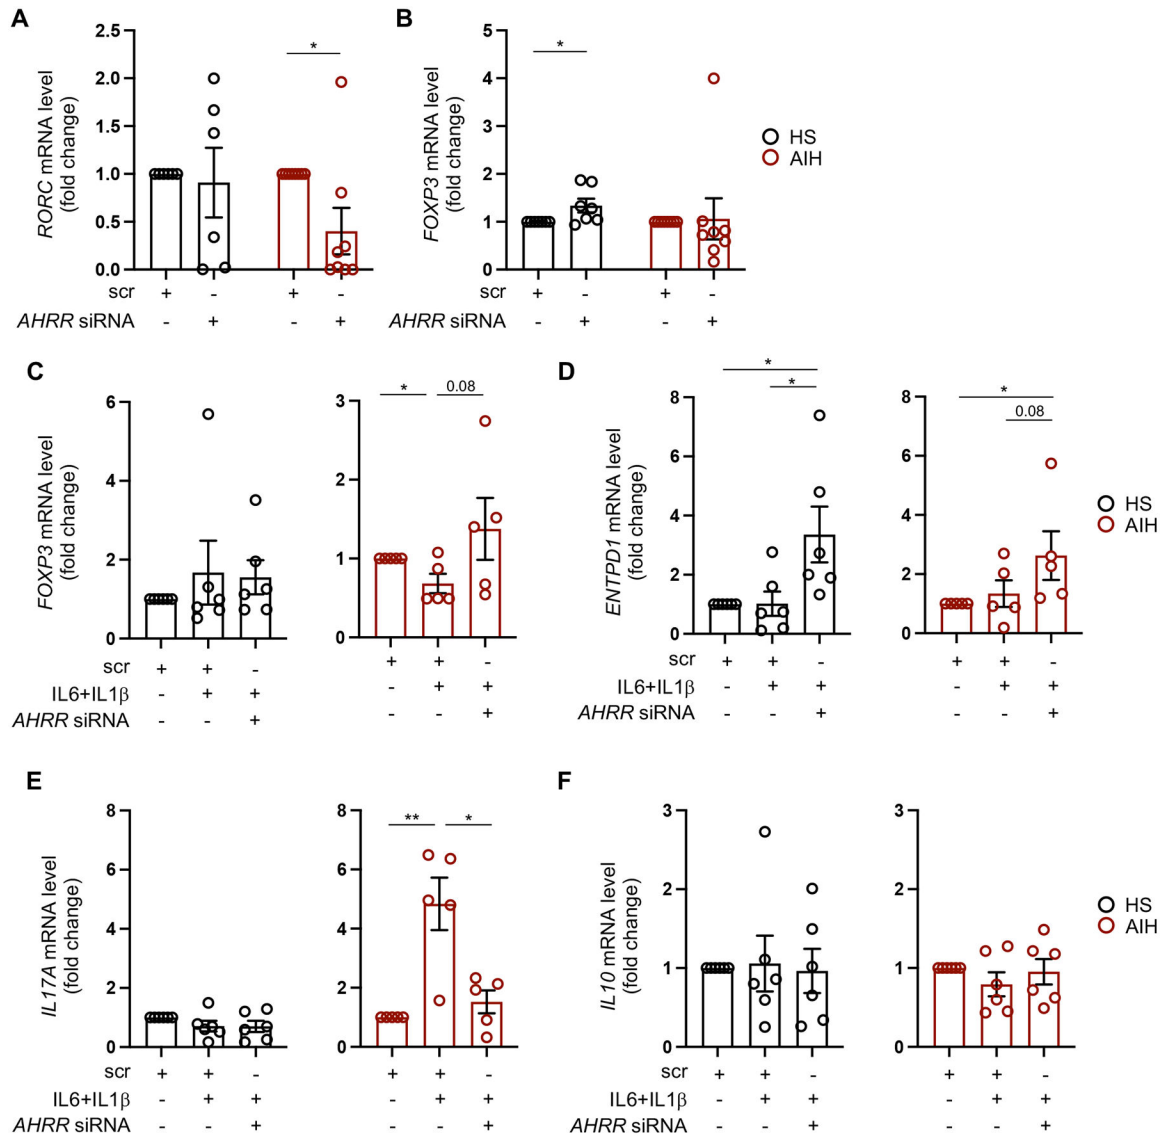 A
RORC mRNA level
(fold change)
2.5
2.0
1.5
1.0
0.5
0.0
*
scr + - + -
AHRR siRNA - + - +
B
FOXP3 mRNA level
(fold change)
5
4
3
2
1
0
*
scr + - + -
AHRR siRNA - + - +
HS
AIH
C
FOXP3 mRNA level
(fold change)
6
4
2
0
3
2
1
0
* 0.08
scr + + - + + -
IL6+IL1β - + + - + +
AHRR siRNA - - + - - +
D
ENTPD1 mRNA level
(fold change)
8
6
4
2
0
*
*
8
6
4
2
0
*
0.08
scr + + - + + -
IL6+IL1β - + + - + +
AHRR siRNA - - + - - +
HS
AIH
E
IL17A mRNA level
(fold change)
8
6
4
2
0
8
6
4
2
0
** *
scr + + - + + -
IL6+IL1β - + + - + +
AHRR siRNA - - + - - +
F
IL10 mRNA level
(fold change)
3
2
1
0
3
2
1
0
scr + + - + + -
IL6+IL1β - + + - + +
AHRR siRNA - - + - - +
HS
AIH